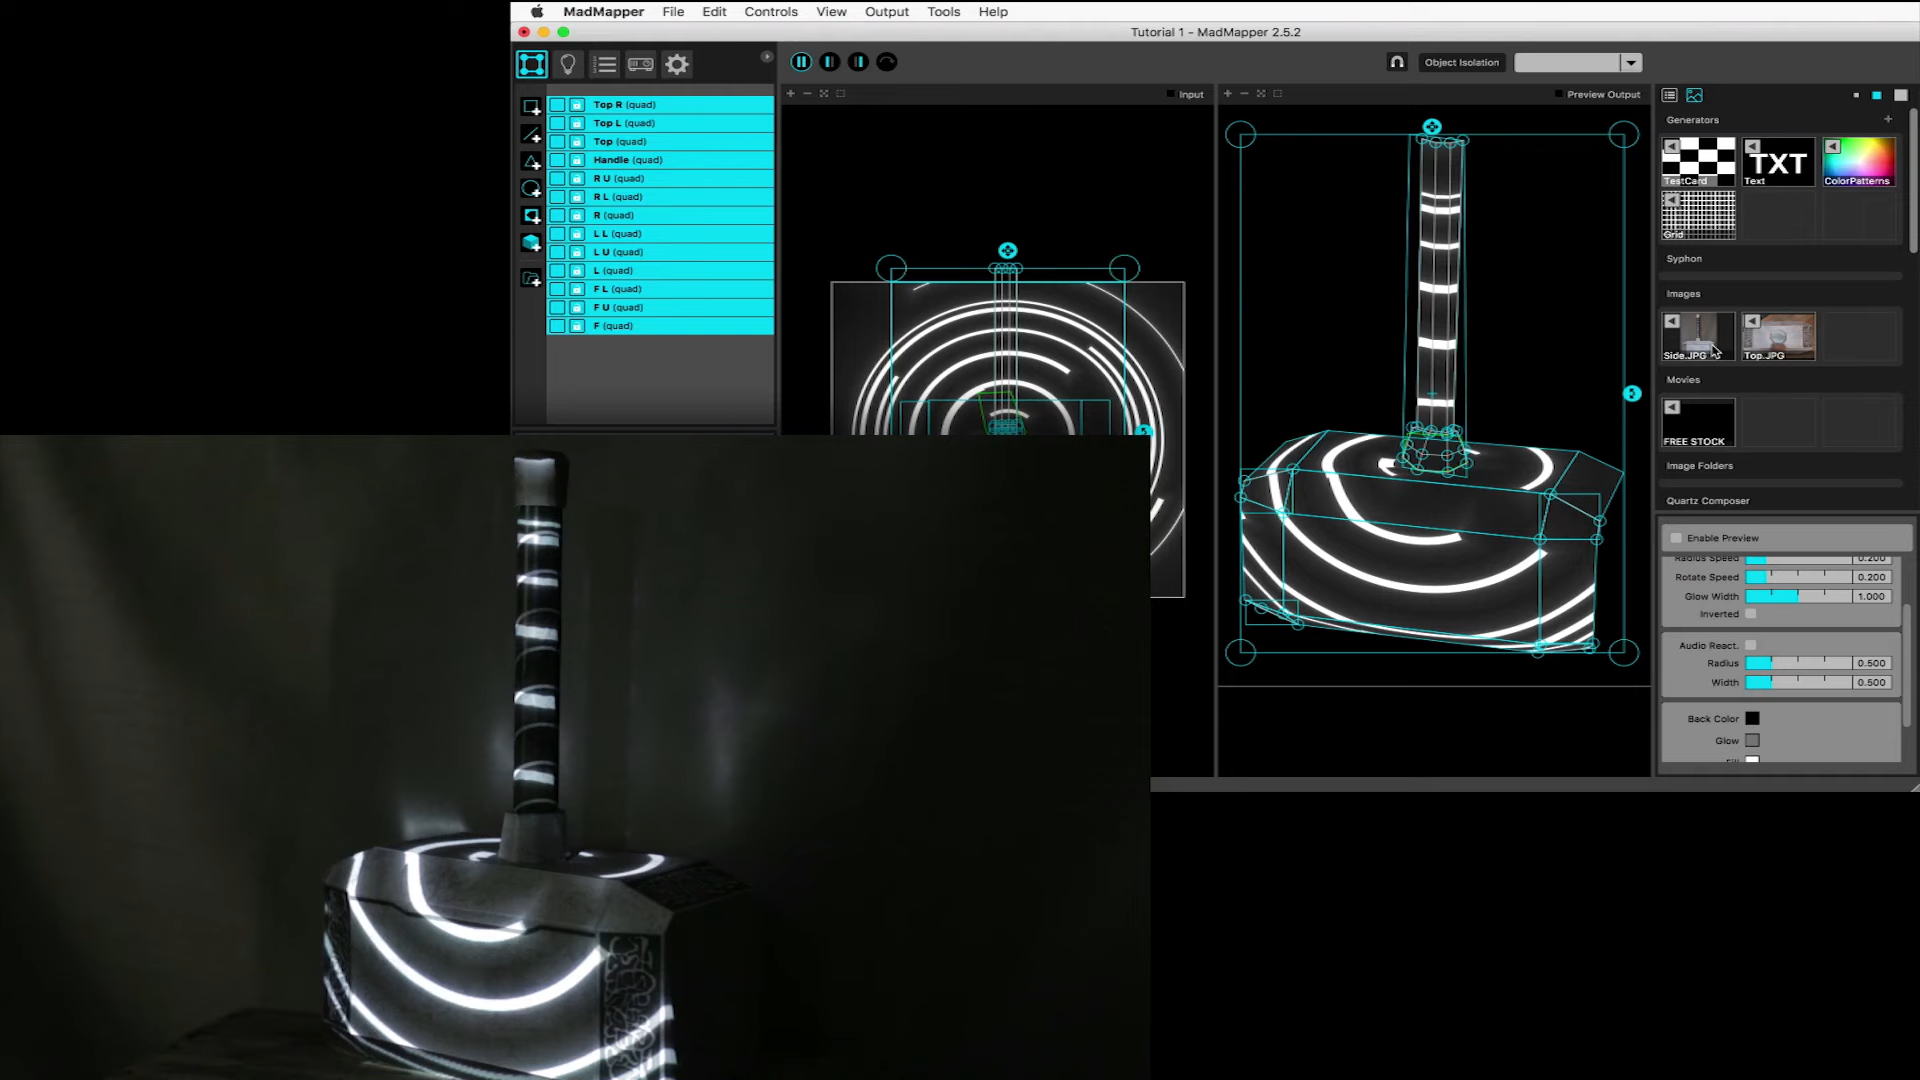 MadMapper File Edit Controls View Output Tools Help
Tutorial 1 - MadMapper 2.5.2
Object Isolation
Input
Preview Output
Top R (quad)
Top L (quad)
Top (quad)
Handle (quad)
R U (quad)
R L (quad)
R (quad)
L L (quad)
L U (quad)
L (quad)
F L (quad)
F U (quad)
F (quad)
Generators
TXT
TestCard Text ColorPatterns
Grid
Syphon
Images
Side.JPG Top.JPG
Movies
FREE STOCK
Image Folders
Quartz Composer
Enable Preview
Radius Speed 0.200
Rotate Speed 0.200
Glow Width 1.000
Inverted
Audio React.
Radius 0.500
Width 0.500
Back Color
Glow